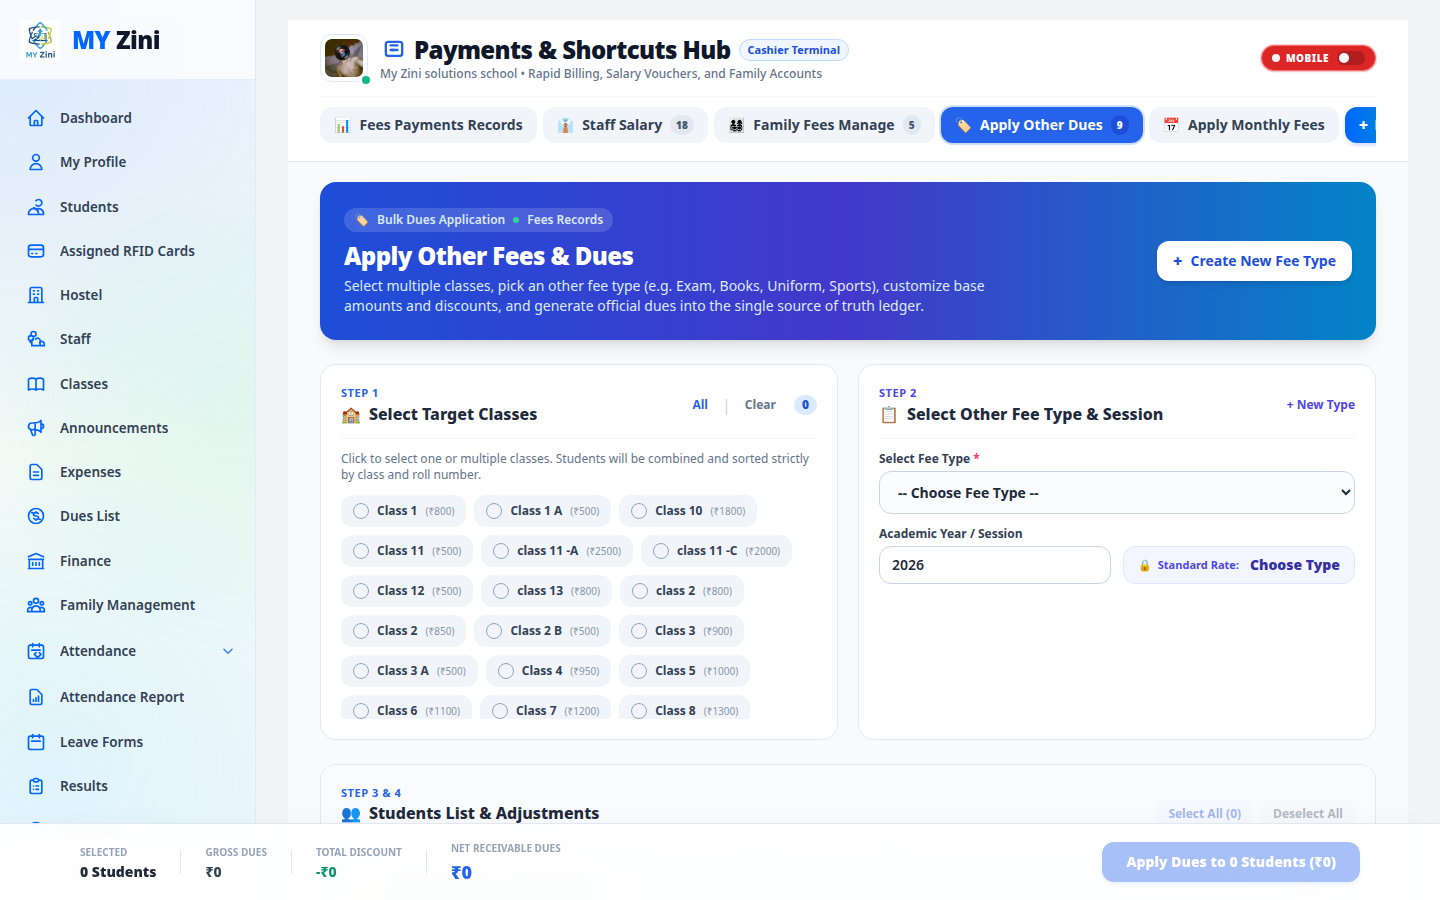 MY Zini
MY Zini
Dashboard
My Profile
Students
Assigned RFID Cards
Hostel
Staff
Classes
Announcements
Expenses
Dues List
Finance
Family Management
Attendance
Attendance Report
Leave Forms
Results
Payments & Shortcuts Hub
Cashier Terminal
My Zini solutions school • Rapid Billing, Salary Vouchers, and Family Accounts
MOBILE
Fees Payments Records
Staff Salary 18
Family Fees Manage 5
Apply Other Dues 9
Apply Monthly Fees
+
Bulk Dues Application • Fees Records
Apply Other Fees & Dues
Select multiple classes, pick an other fee type (e.g. Exam, Books, Uniform, Sports), customize base
amounts and discounts, and generate official dues into the single source of truth ledger.
+ Create New Fee Type
STEP 1
Select Target Classes
All | Clear 0
Click to select one or multiple classes. Students will be combined and sorted strictly
by class and roll number.
Class 1 (₹800) Class 1 A (₹500) Class 10 (₹1800)
Class 11 (₹500) class 11 -A (₹2500) class 11 -C (₹2000)
Class 12 (₹500) class 13 (₹800) class 2 (₹800)
Class 2 (₹850) Class 2 B (₹500) Class 3 (₹900)
Class 3 A (₹500) Class 4 (₹950) Class 5 (₹1000)
Class 6 (₹1100) Class 7 (₹1200) Class 8 (₹1300)
STEP 2
Select Other Fee Type & Session
+ New Type
Select Fee Type *
-- Choose Fee Type --
Academic Year / Session
2026
Standard Rate: Choose Type
STEP 3 & 4
Students List & Adjustments
Select All (0) Deselect All
SELECTED
0 Students
GROSS DUES
₹0
TOTAL DISCOUNT
-₹0
NET RECEIVABLE DUES
₹0
Apply Dues to 0 Students (₹0)